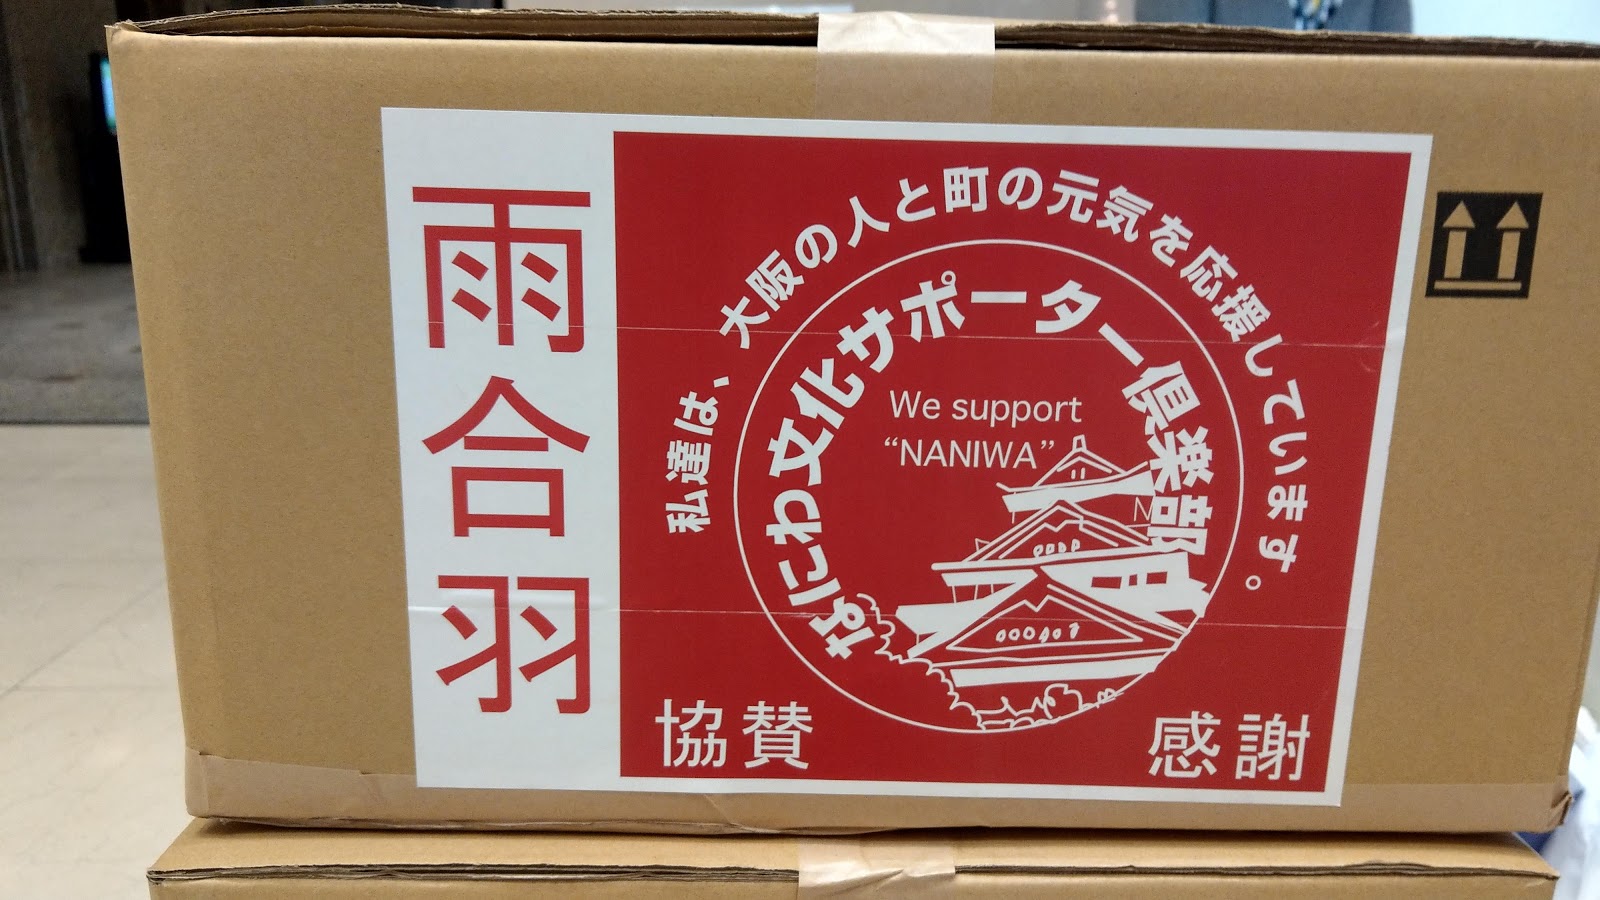 雨合羽
私達は、大阪の人と町の元気を応援しています。
なにわ文化サポーター倶楽部
We support
“NANIWA”
協賛
感謝